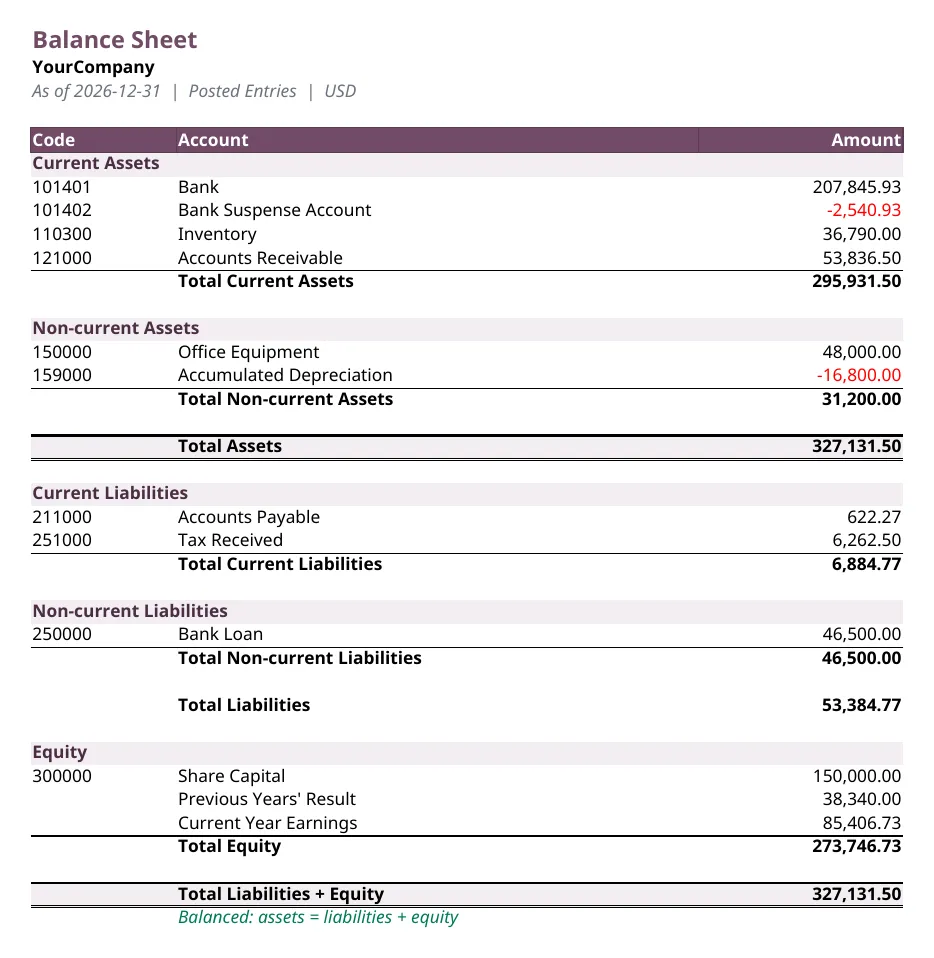 Balance Sheet
YourCompany
As of 2026-12-31 | Posted Entries | USD
Code Account Amount
Current Assets
101401 Bank 207,845.93
101402 Bank Suspense Account -2,540.93
110300 Inventory 36,790.00
121000 Accounts Receivable 53,836.50
Total Current Assets 295,931.50
Non-current Assets
150000 Office Equipment 48,000.00
159000 Accumulated Depreciation -16,800.00
Total Non-current Assets 31,200.00
Total Assets 327,131.50
Current Liabilities
211000 Accounts Payable 622.27
251000 Tax Received 6,262.50
Total Current Liabilities 6,884.77
Non-current Liabilities
250000 Bank Loan 46,500.00
Total Non-current Liabilities 46,500.00
Total Liabilities 53,384.77
Equity
300000 Share Capital 150,000.00
Previous Years' Result 38,340.00
Current Year Earnings 85,406.73
Total Equity 273,746.73
Total Liabilities + Equity 327,131.50
Balanced: assets = liabilities + equity